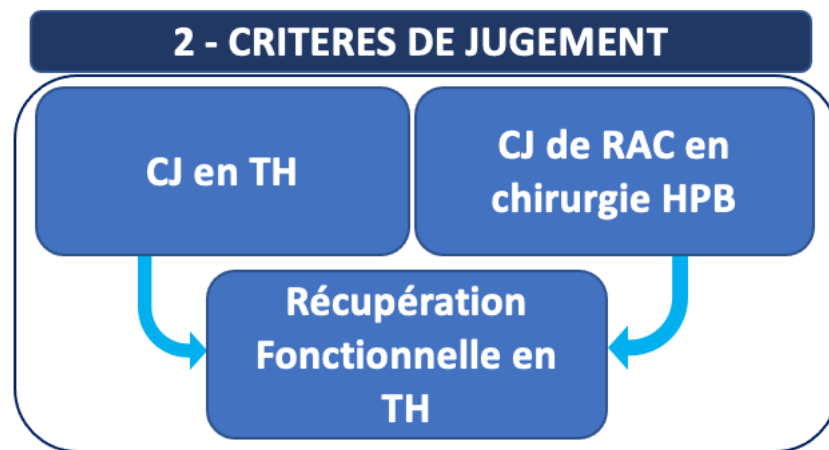 2 - CRITERES DE JUGEMENT
CJ en TH
CJ de RAC en
chirurgie HPB
Récupération
Fonctionnelle en
TH